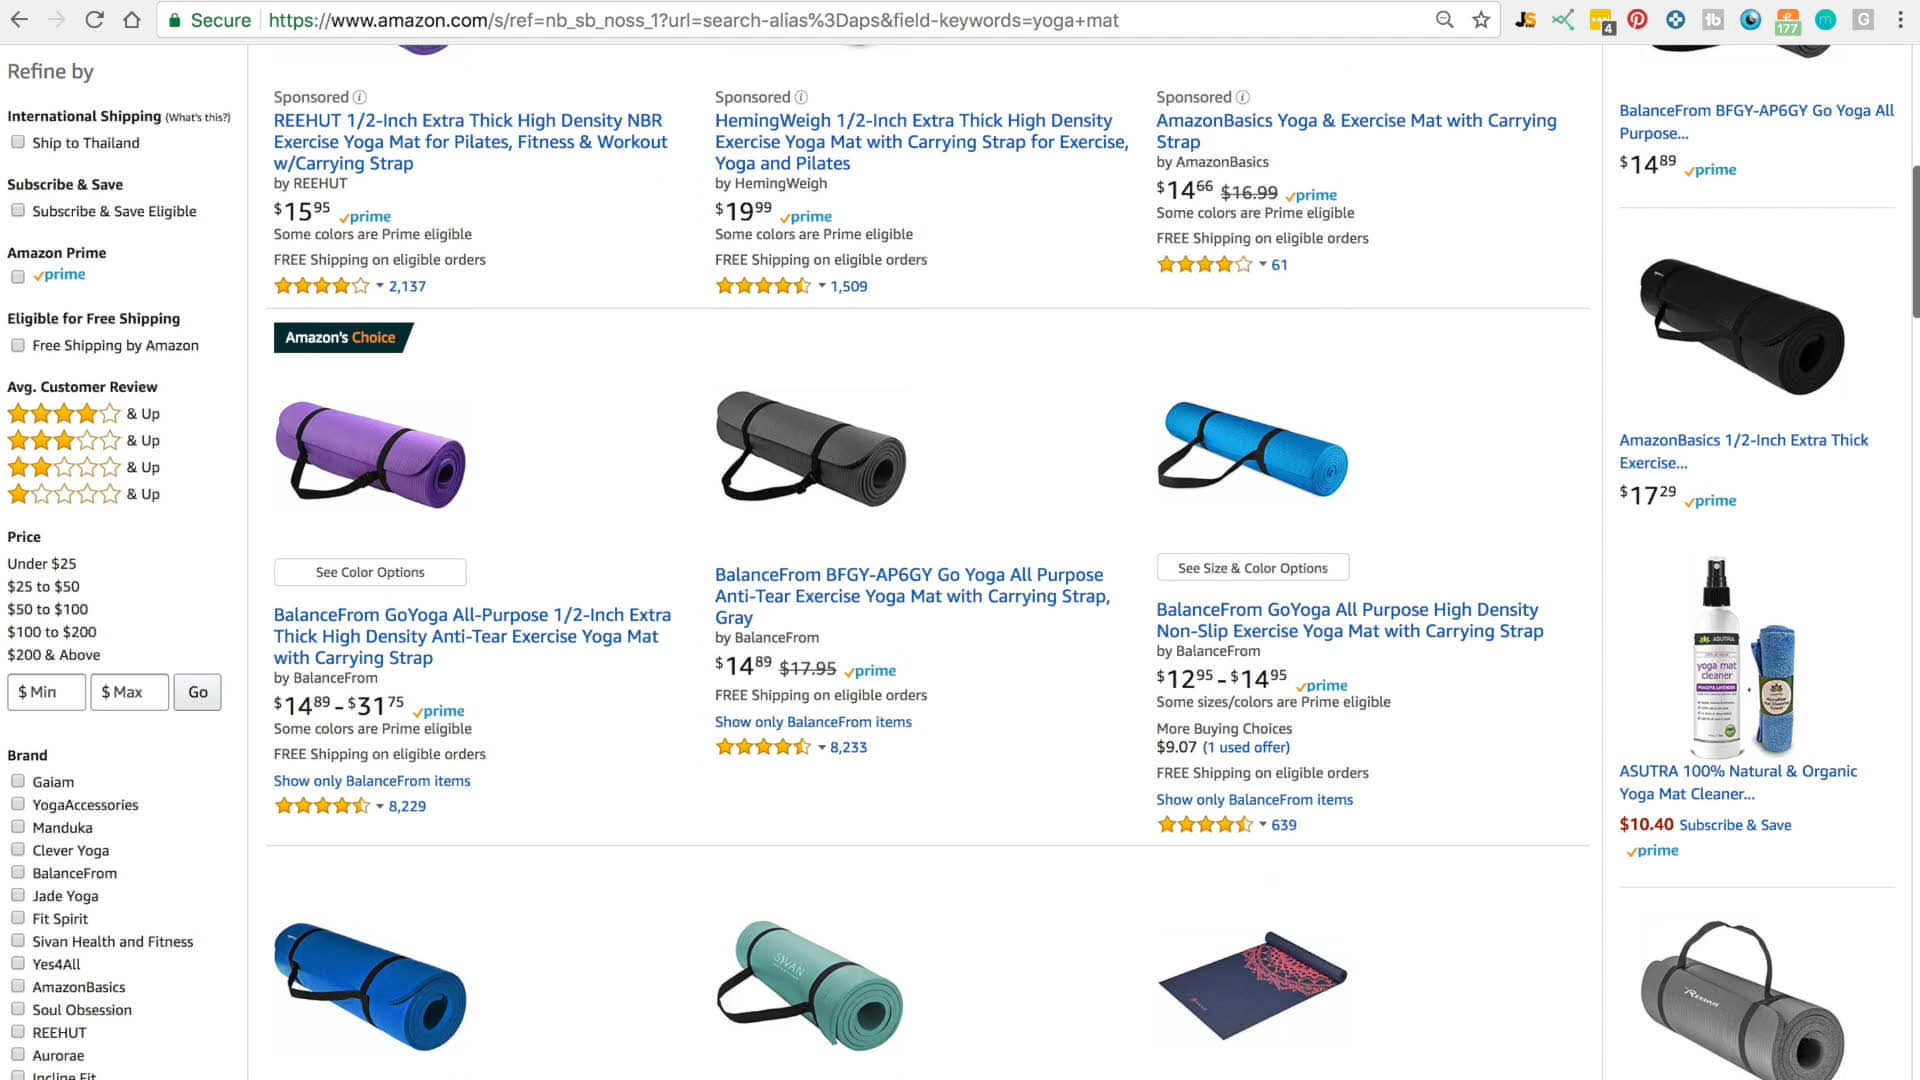 Secure https://www.amazon.com/s/ref=nb_sb_noss_1?url=search-alias%3Daps&field-keywords=yoga+mat
JS
4
tb
177
m
G
Refine by
International Shipping (What's this?)
Ship to Thailand
Subscribe & Save
Subscribe & Save Eligible
Amazon Prime
prime
Eligible for Free Shipping
Free Shipping by Amazon
Avg. Customer Review
& Up
& Up
& Up
& Up
Price
Under $25
$25 to $50
$50 to $100
$100 to $200
$200 & Above
$ Min $ Max Go
Brand
Gaiam
YogaAccessories
Manduka
Clever Yoga
BalanceFrom
Jade Yoga
Fit Spirit
Sivan Health and Fitness
Yes4All
AmazonBasics
Soul Obsession
REEHUT
Aurorae
Incline Fit
Sponsored
REEHUT 1/2-Inch Extra Thick High Density NBR
Exercise Yoga Mat for Pilates, Fitness & Workout
w/Carrying Strap
by REEHUT
$15 95 prime
Some colors are Prime eligible
FREE Shipping on eligible orders
2,137
Sponsored
HemingWeigh 1/2-Inch Extra Thick High Density
Exercise Yoga Mat with Carrying Strap for Exercise,
Yoga and Pilates
by HemingWeigh
$19 99 prime
Some colors are Prime eligible
FREE Shipping on eligible orders
1,509
Sponsored
AmazonBasics Yoga & Exercise Mat with Carrying
Strap
by AmazonBasics
$14 66 $16.99 prime
Some colors are Prime eligible
FREE Shipping on eligible orders
61
Amazon's Choice
See Color Options
BalanceFrom GoYoga All-Purpose 1/2-Inch Extra
Thick High Density Anti-Tear Exercise Yoga Mat
with Carrying Strap
by BalanceFrom
$14 89 - $31 75 prime
Some colors are Prime eligible
FREE Shipping on eligible orders
Show only BalanceFrom items
8,229
BalanceFrom BFGY-AP6GY Go Yoga All Purpose
Anti-Tear Exercise Yoga Mat with Carrying Strap,
Gray
by BalanceFrom
$14 89 $17.95 prime
FREE Shipping on eligible orders
Show only BalanceFrom items
8,233
See Size & Color Options
BalanceFrom GoYoga All Purpose High Density
Non-Slip Exercise Yoga Mat with Carrying Strap
by BalanceFrom
$12 95 - $14 95 prime
Some sizes/colors are Prime eligible
More Buying Choices
$9.07 (1 used offer)
FREE Shipping on eligible orders
Show only BalanceFrom items
639
SIVAN
BalanceFrom BFGY-AP6GY Go Yoga All
Purpose...
$14 89 prime
AmazonBasics 1/2-Inch Extra Thick
Exercise...
$17 29 prime
ASUTRA
yoga mat
cleaner
ASUTRA 100% Natural & Organic
Yoga Mat Cleaner...
$10.40 Subscribe & Save
prime
Reehut